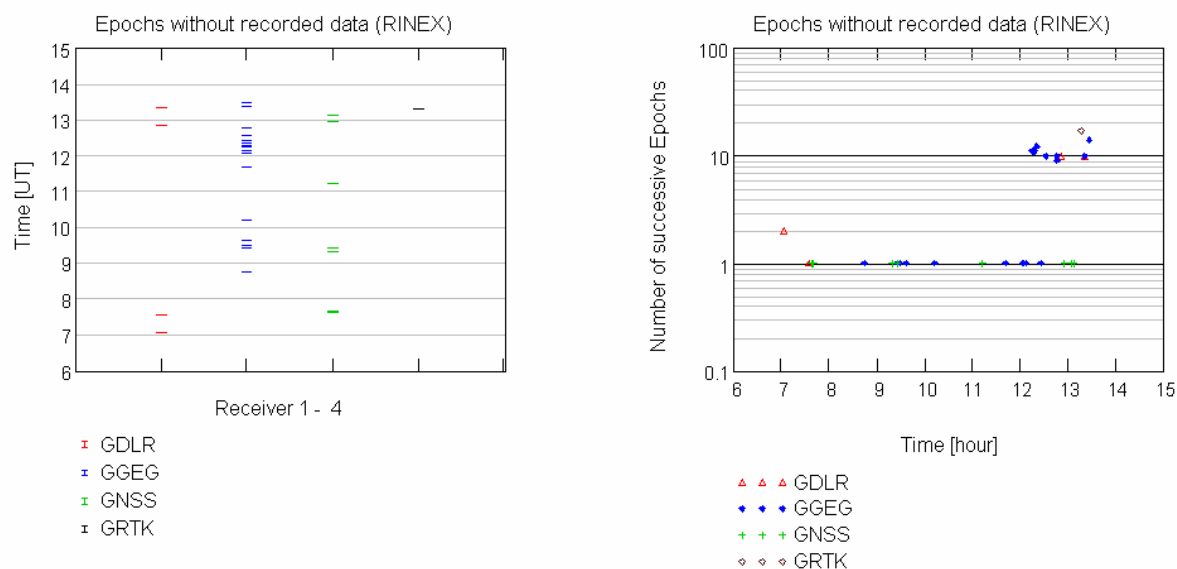 Epochs without recorded data (RINEX)
15
14
13
12
11
10
9
8
7
6
Time [UT]
Receiver 1 - 4
GDLR
GGEG
GNSS
GRTK
Epochs without recorded data (RINEX)
100
10
1
0.1
Number of successive Epochs
6 7 8 9 10 11 12 13 14 15
Time [hour]
GDLR
GGEG
GNSS
GRTK